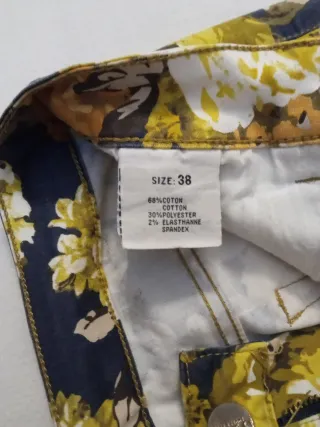 SIZE: 38
68%COTON
COTTON
30%POLYESTER
2% ELASTHANNE
SPANDEX